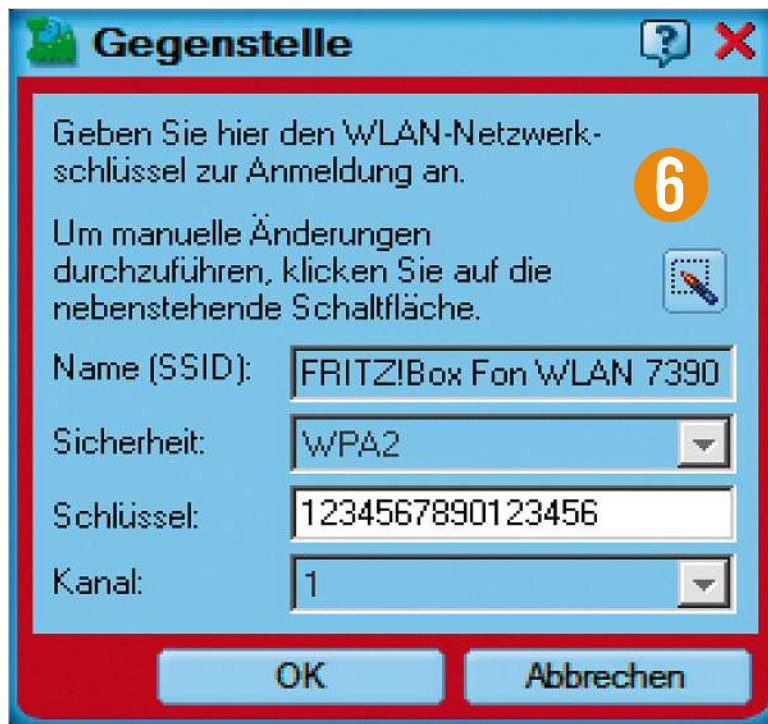 Gegenstelle
Geben Sie hier den WLAN-Netzwerk-
schlüssel zur Anmeldung an.
6
Um manuelle Änderungen
durchzuführen, klicken Sie auf die
nebenstehende Schaltfläche.
Name (SSID): FRITZ!Box Fon WLAN 7390
Sicherheit: WPA2
Schlüssel: 1234567890123456
Kanal: 1
OK Abbrechen